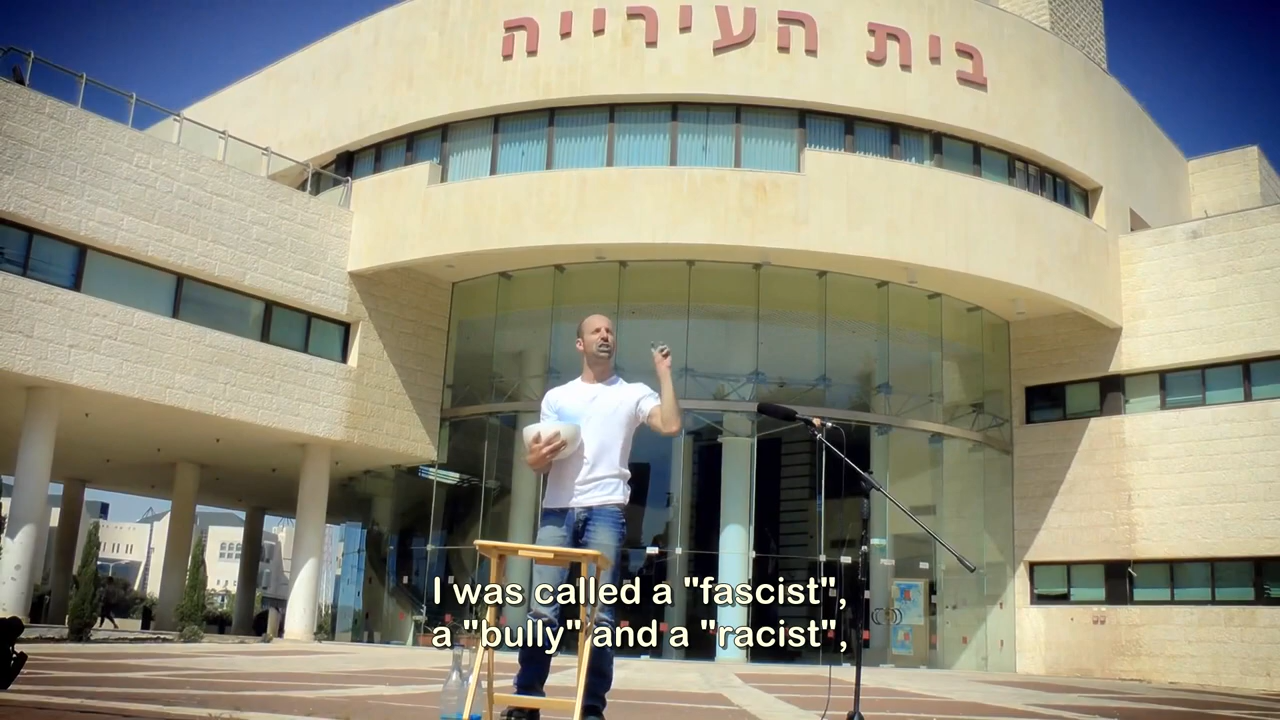 בית העירייה
I was called a "fascist",
a "bully" and a "racist",